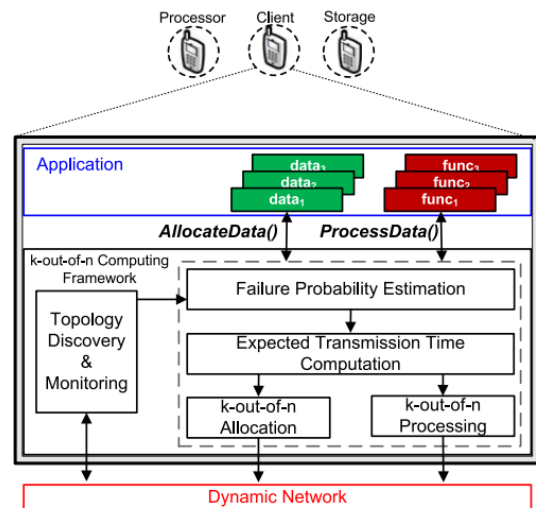 Processor Client Storage
Application
data3
data2
data1
func3
func2
func1
AllocateData() ProcessData()
k-out-of-n Computing
Framework
Failure Probability Estimation
Topology
Discovery
&
Monitoring
Expected Transmission Time
Computation
k-out-of-n
Allocation
k-out-of-n
Processing
Dynamic Network